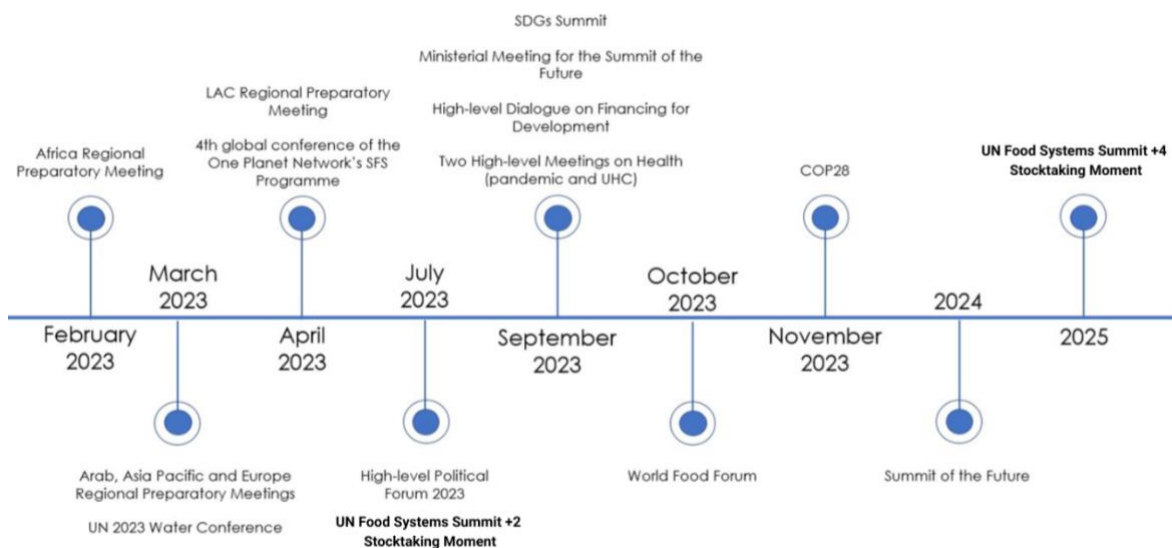 SDGs Summit
Ministerial Meeting for the Summit of the
Future
LAC Regional Preparatory
Meeting
High-level Dialogue on Financing for
Development
Africa Regional
Preparatory Meeting
4th global conference of the
One Planet Network's SFS
Programme
Two High-level Meetings on Health
(pandemic and UHC)
COP28
UN Food Systems Summit +4
Stocktaking Moment
March
2023
July
2023
October
2023
2024
February
2023
April
2023
September
2023
November
2023
2025
Arab, Asia Pacific and Europe
Regional Preparatory Meetings
UN 2023 Water Conference
High-level Political
Forum 2023
UN Food Systems Summit +2
Stocktaking Moment
World Food Forum
Summit of the Future